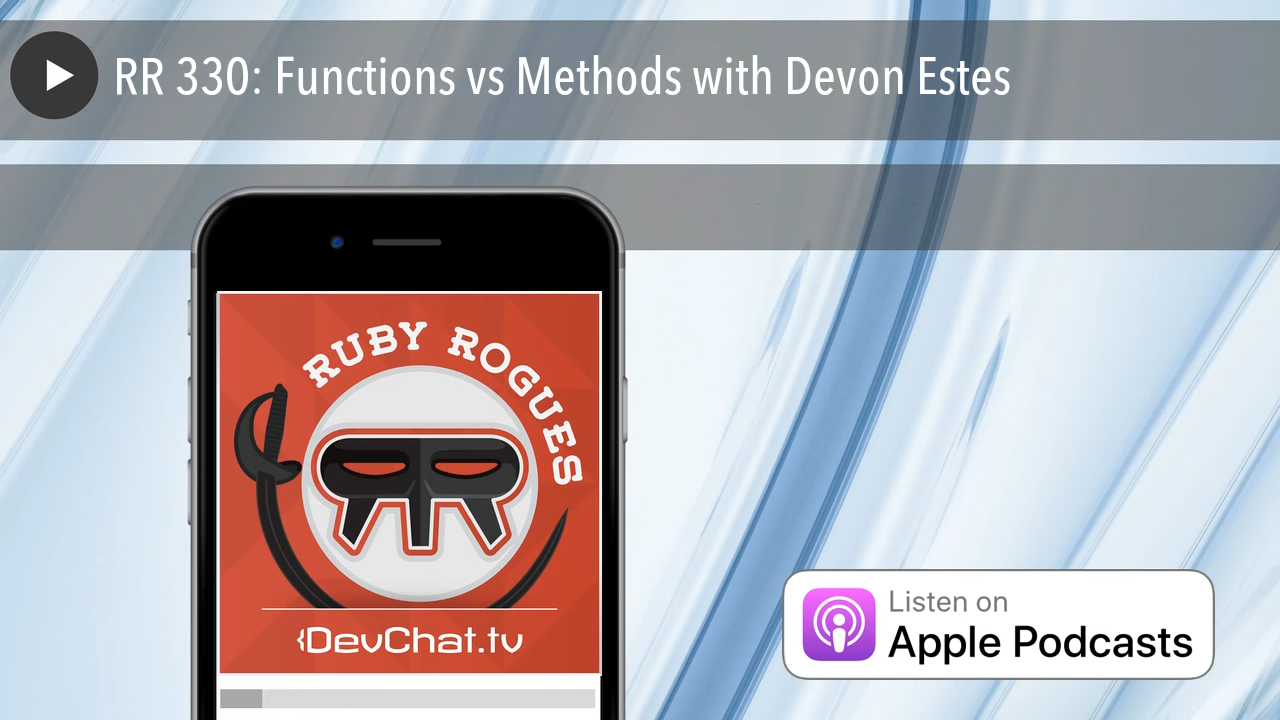 RR 330: Functions vs Methods with Devon Estes
RUBY ROGUES
{DevChat.tv
Listen on
Apple Podcasts